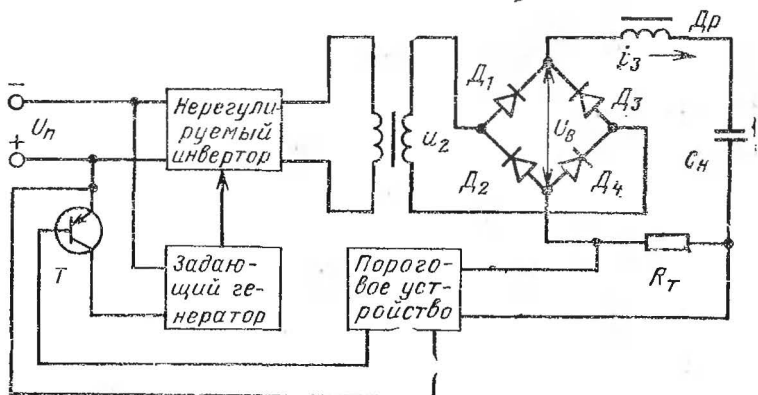 Др
i₃
−
Uп
+
Нерегули-
руемый
инвертор
u₂
Д₁
Д₃
Uв
Д₂
Д₄
Cн
T
Задаю-
щий ге-
нератор
Порого-
вое уст-
ройство
Rт